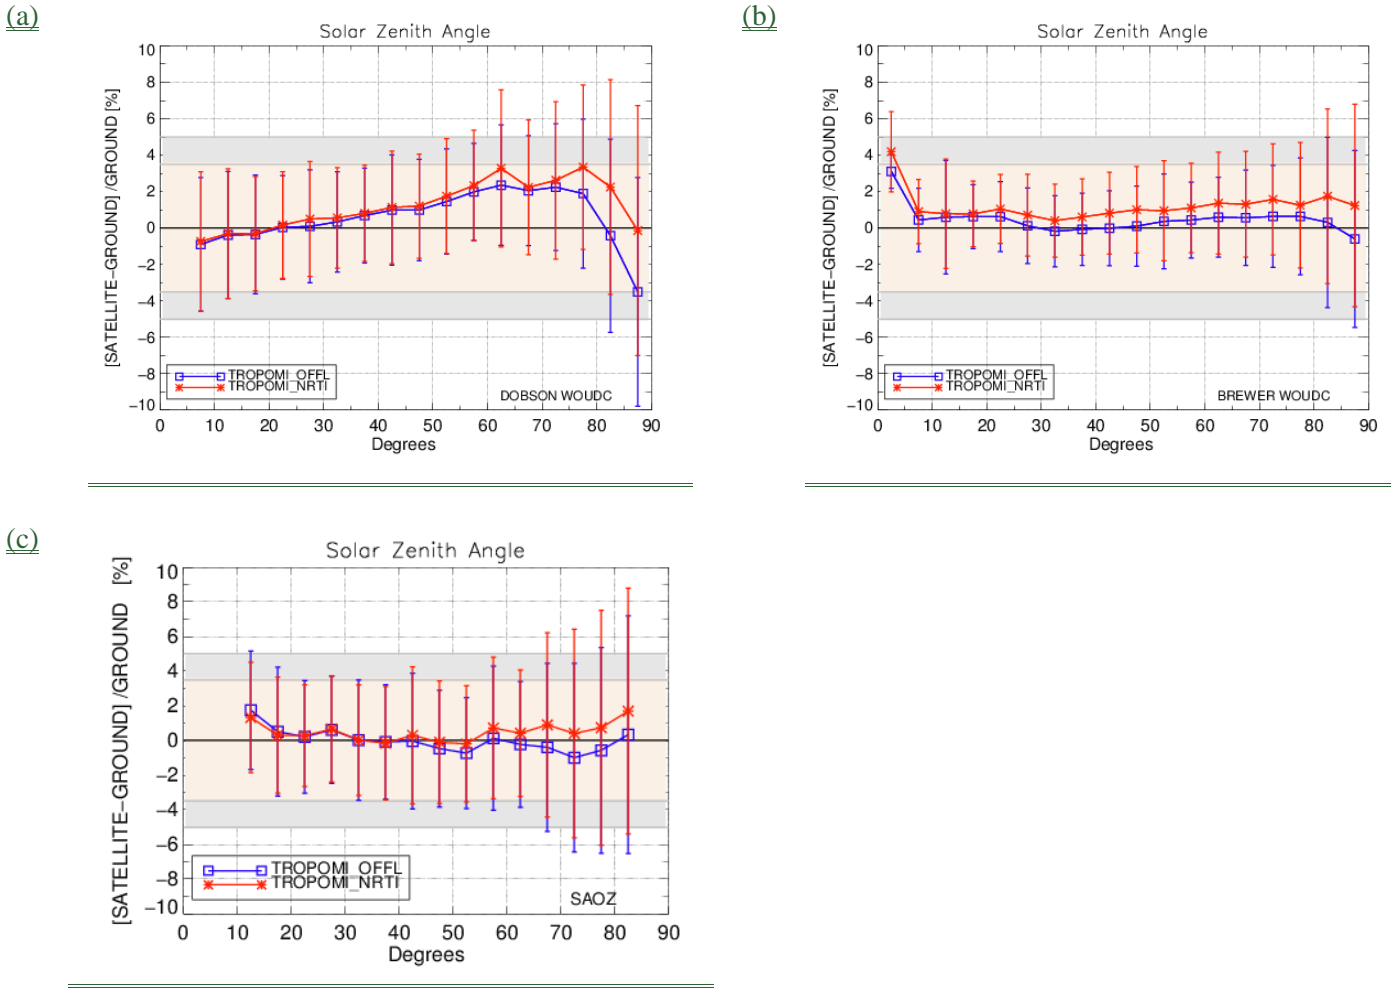 (a)
Solar Zenith Angle
[SATELLITE-GROUND] /GROUND [%]
10
8
6
4
2
0
-2
-4
-6
-8
-10
TROPOMI_OFFL
TROPOMI_NRTI
DOBSON WOUDC
0 10 20 30 40 50 60 70 80 90
Degrees
(b)
Solar Zenith Angle
[SATELLITE-GROUND] /GROUND [%]
10
8
6
4
2
0
-2
-4
-6
-8
-10
TROPOMI_OFFL
TROPOMI_NRTI
BREWER WOUDC
0 10 20 30 40 50 60 70 80 90
Degrees
(c)
Solar Zenith Angle
[SATELLITE-GROUND] /GROUND [%]
10
8
6
4
2
0
-2
-4
-6
-8
-10
TROPOMI_OFFL
TROPOMI_NRTI
SAOZ
0 10 20 30 40 50 60 70 80 90
Degrees